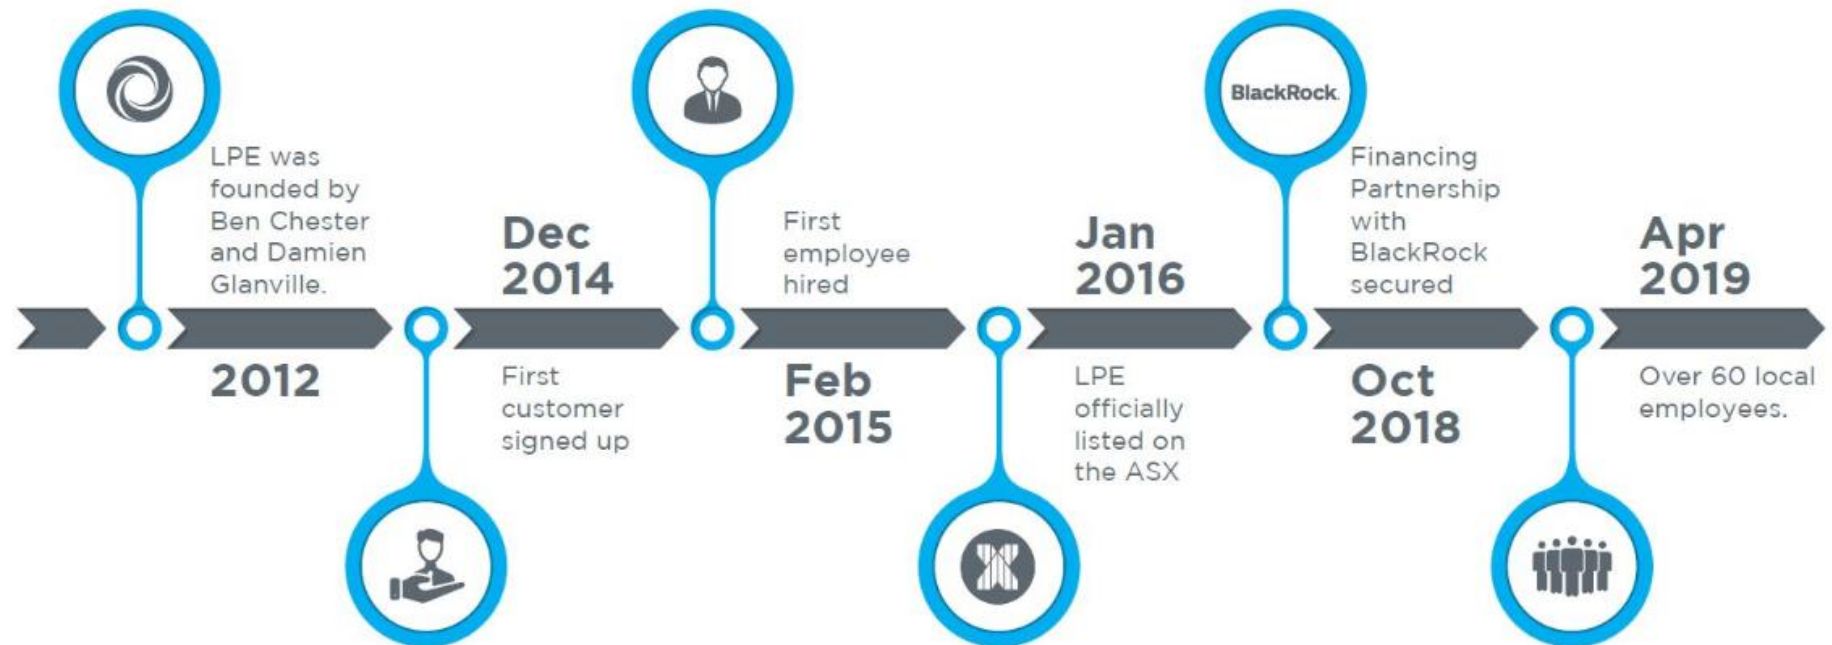 LPE was
founded by
Ben Chester
and Damien
Glanville.
2012
Dec
2014
First
customer
signed up
First
employee
hired
Feb
2015
Jan
2016
LPE
officially
listed on
the ASX
BlackRock.
Financing
Partnership
with
BlackRock
secured
Oct
2018
Apr
2019
Over 60 local
employees.